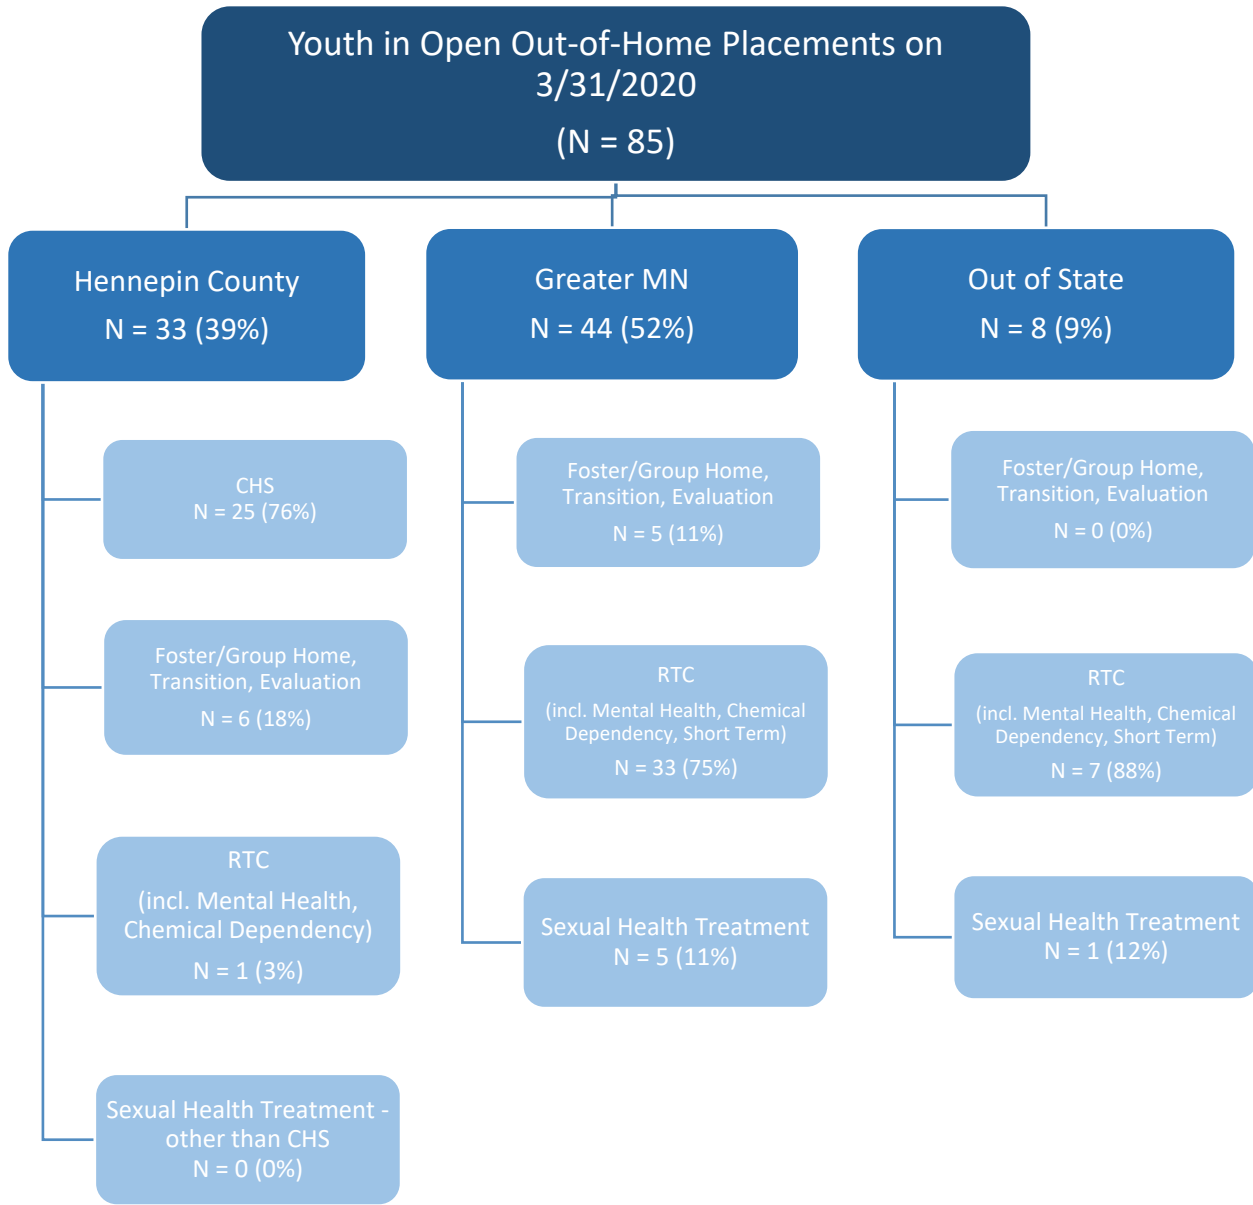 Youth in Open Out-of-Home Placements on
3/31/2020
(N = 85)
Hennepin County
N = 33 (39%)
CHS
N = 25 (76%)
Foster/Group Home,
Transition, Evaluation
N = 6 (18%)
RTC
(incl. Mental Health,
Chemical Dependency)
N = 1 (3%)
Sexual Health Treatment -
other than CHS
N = 0 (0%)
Greater MN
N = 44 (52%)
Foster/Group Home,
Transition, Evaluation
N = 5 (11%)
RTC
(incl. Mental Health, Chemical
Dependency, Short Term)
N = 33 (75%)
Sexual Health Treatment
N = 5 (11%)
Out of State
N = 8 (9%)
Foster/Group Home,
Transition, Evaluation
N = 0 (0%)
RTC
(incl. Mental Health, Chemical
Dependency, Short Term)
N = 7 (88%)
Sexual Health Treatment
N = 1 (12%)